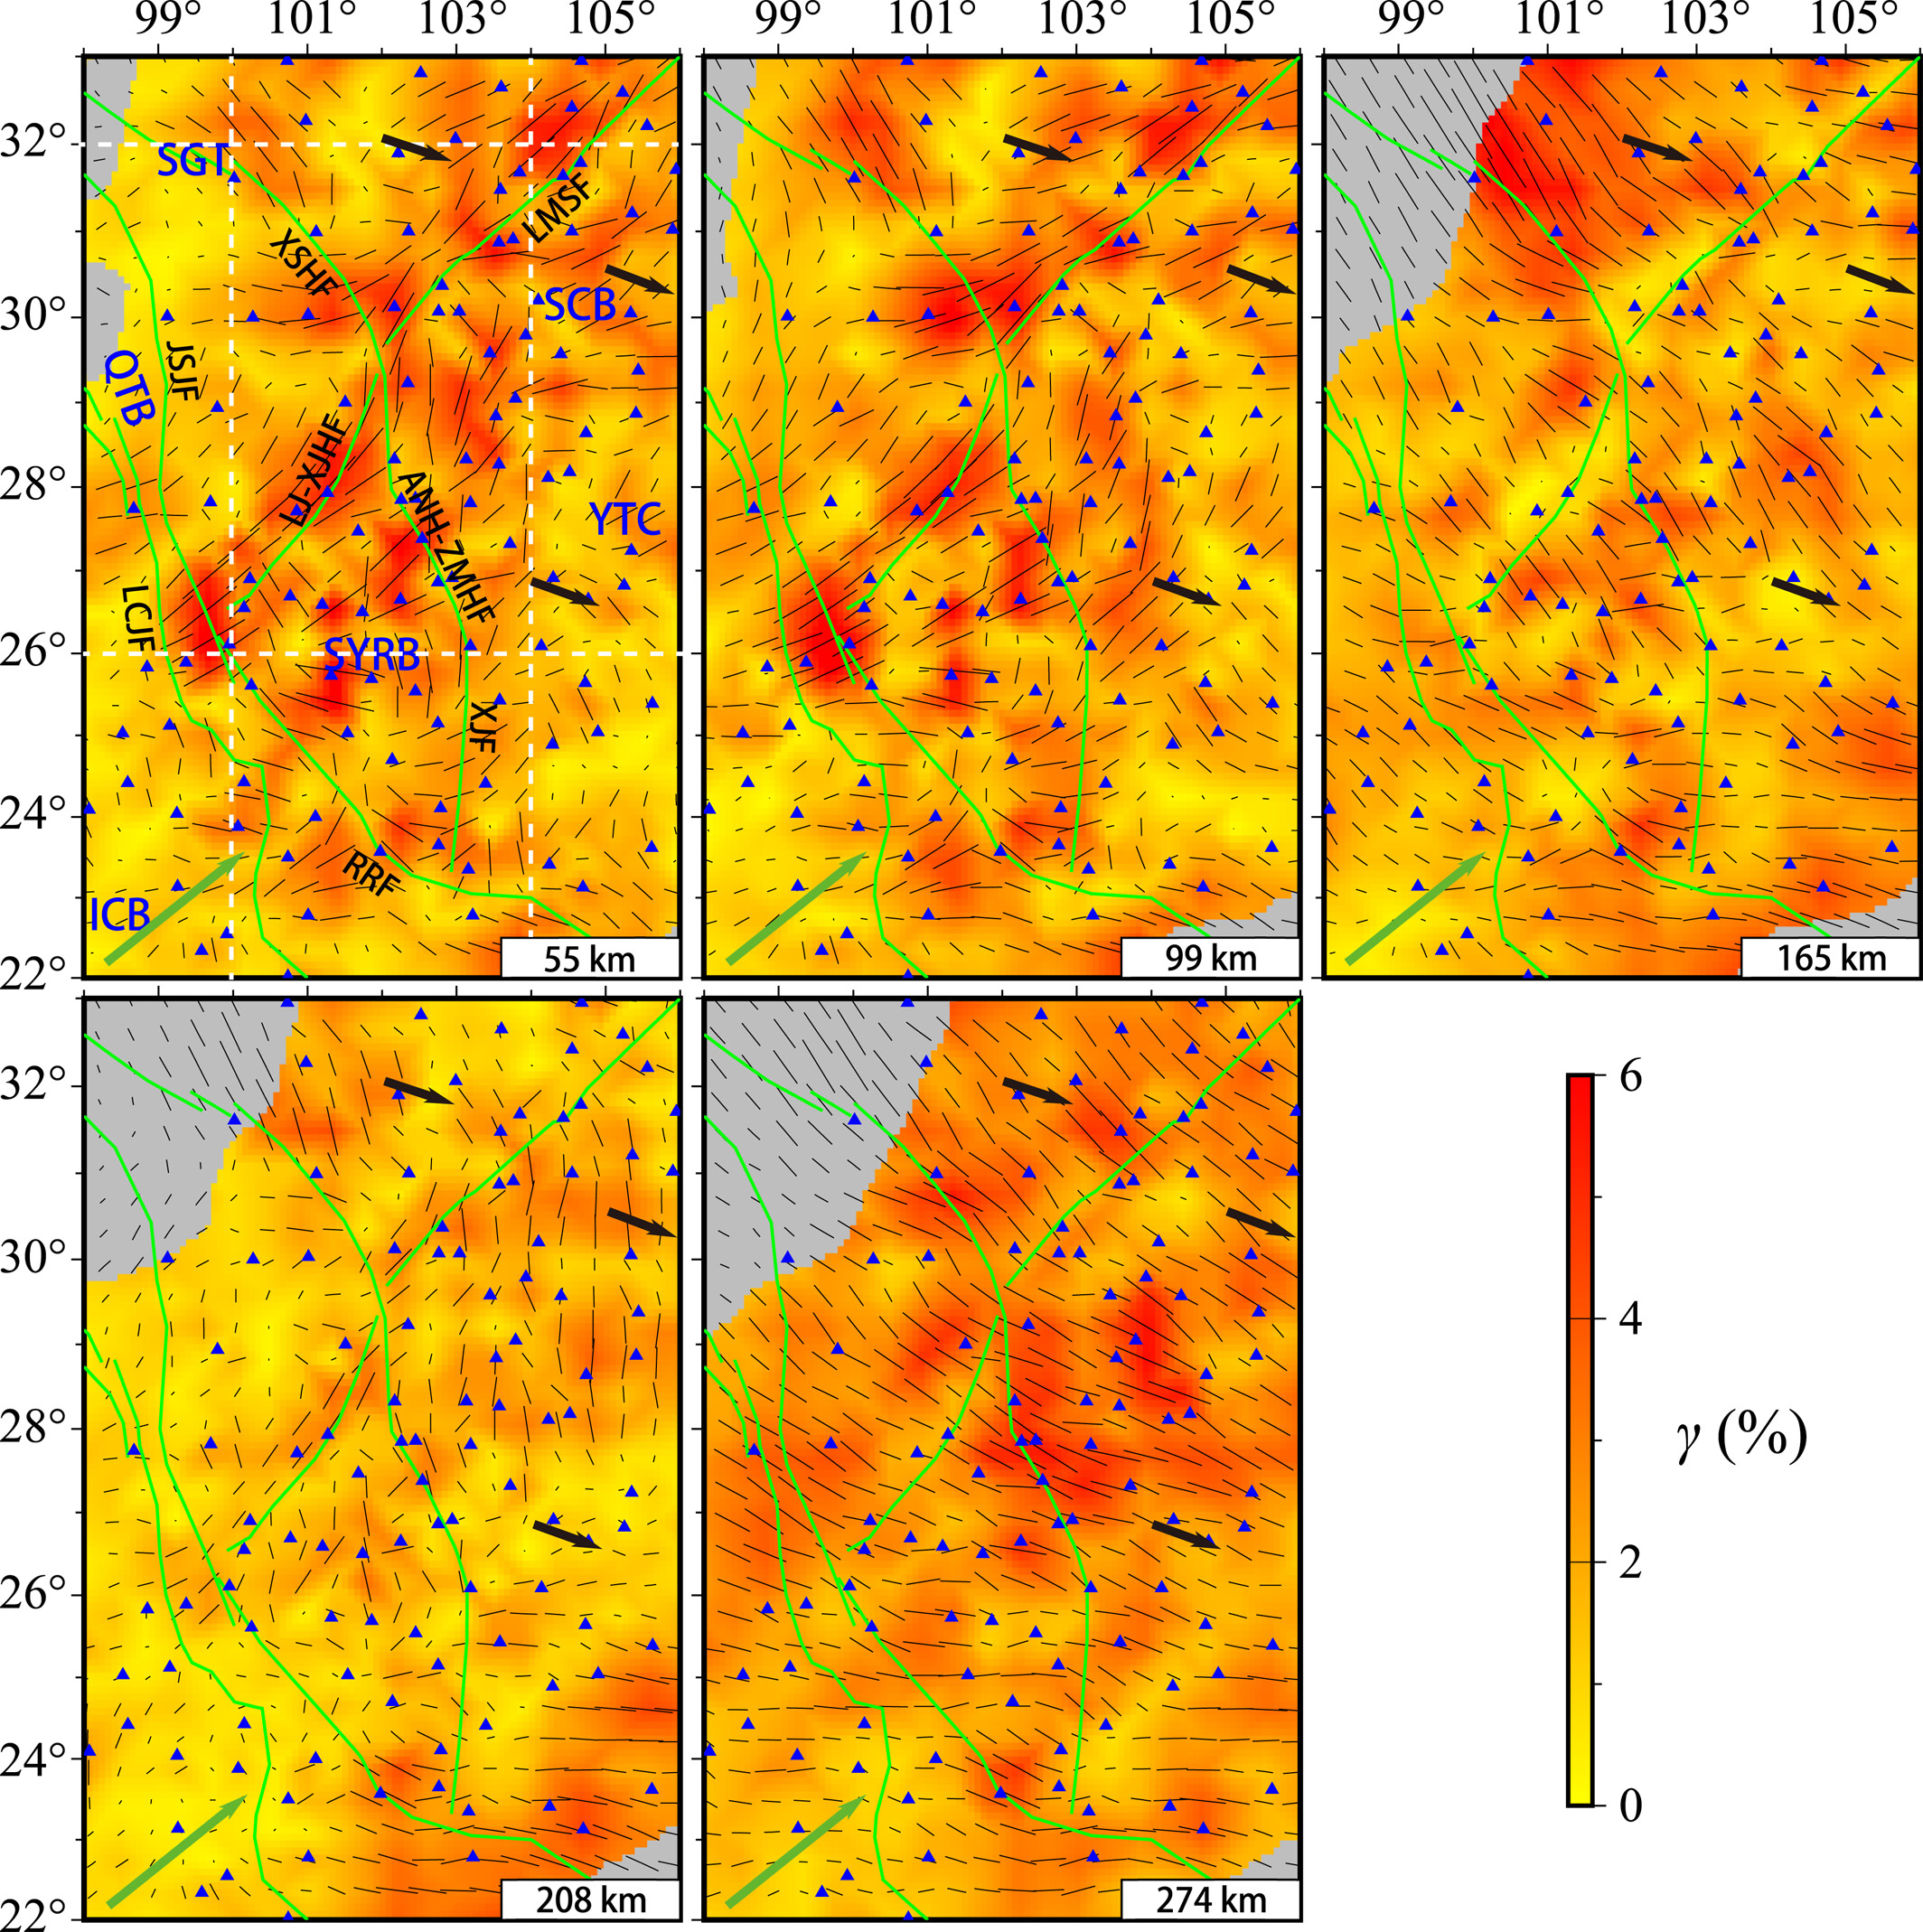 99° 101° 103° 105° 99° 101° 103° 105° 99° 101° 103° 105°
32°
30°
28°
26°
24°
22°
SGT
XSHF
LMSF
SCB
JSJF
QTB
LJ-XJHF
ANH-ZMHF
YTC
LCJF
SYRB
XJF
RRF
ICB
55 km
99 km
165 km
32°
30°
28°
26°
24°
22°
208 km
274 km
6
4
2
0
γ (%)